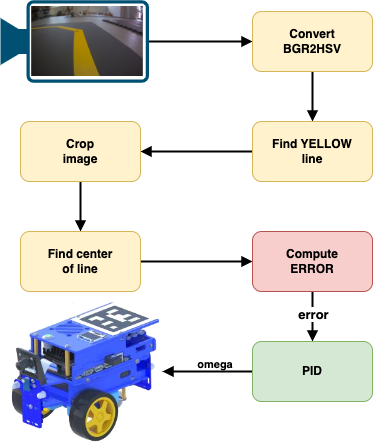 Convert
BGR2HSV
Find YELLOW
line
Crop
image
Find center
of line
Compute
ERROR
error
PID
omega